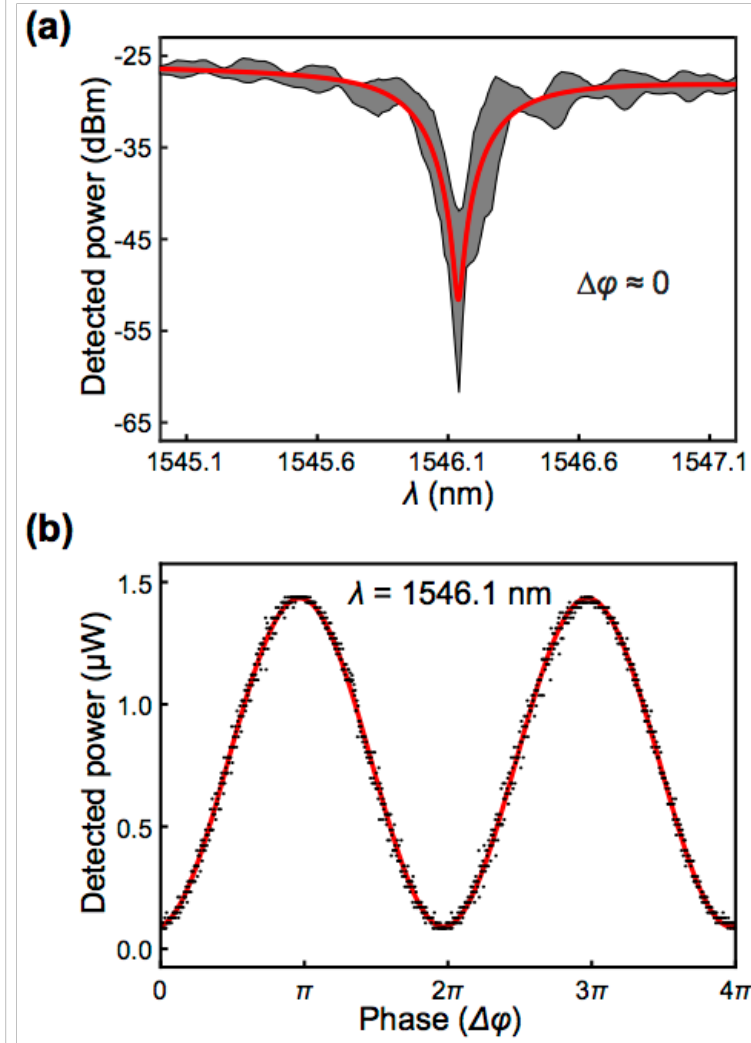 (a)
Detected power (dBm)
-25
-35
-45
-55
-65
Δφ ≈ 0
1545.1 1545.6 1546.1 1546.6 1547.1
λ (nm)
(b)
Detected power (µW)
1.5
1.0
0.5
0.0
λ = 1546.1 nm
0 π 2π 3π 4π
Phase (Δφ)